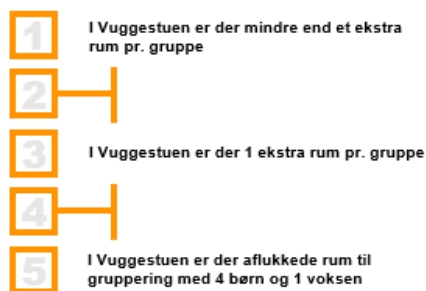 1
I Vuggestuen er der mindre end et ekstra
rum pr. gruppe
2
3
I Vuggestuen er der 1 ekstra rum pr. gruppe
4
5
I Vuggestuen er der aflukkede rum til
gruppering med 4 børn og 1 voksen